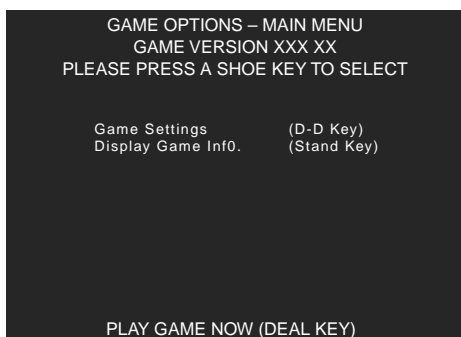 GAME OPTIONS – MAIN MENU
GAME VERSION XXX XX
PLEASE PRESS A SHOE KEY TO SELECT
Game Settings (D-D Key)
Display Game Inf0. (Stand Key)
PLAY GAME NOW (DEAL KEY)